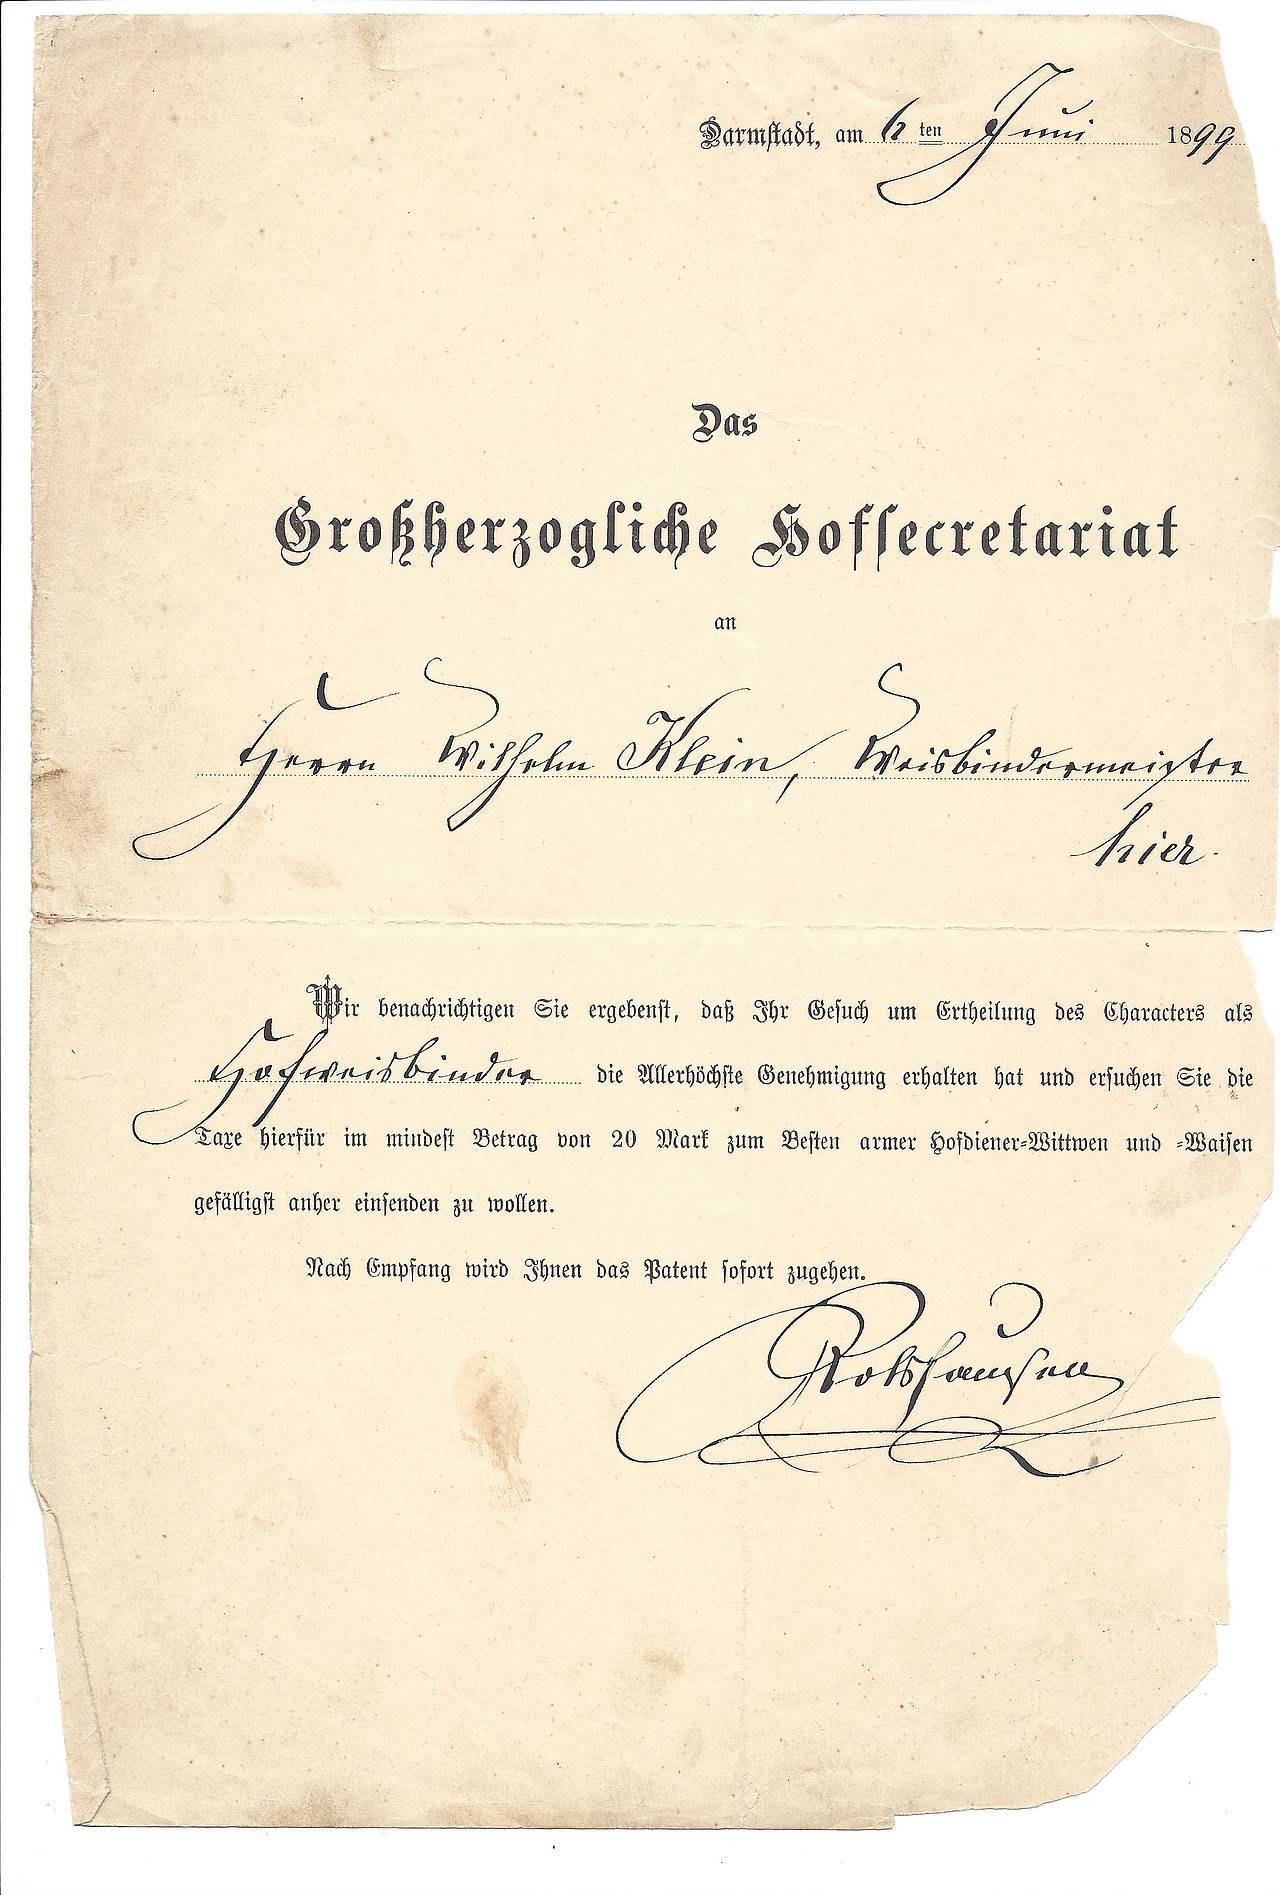 Darmstadt, am 6ten Juni 1899
Das
Großherzogliche Hofsecretariat
an
Herrn Wilhelm Klein, Weisbindermeister
hier.
Wir benachrichtigen Sie ergebenst, daß Ihr Gesuch um Ertheilung des Characters als
Hofweisbinder die Allerhöchste Genehmigung erhalten hat und ersuchen Sie die
Taxe hierfür im mindest Betrag von 20 Mark zum Besten armer Hofdiener-Wittwen und -Waisen
gefälligst anher einsenden zu wollen.
Nach Empfang wird Ihnen das Patent sofort zugehen.
Rolshausen